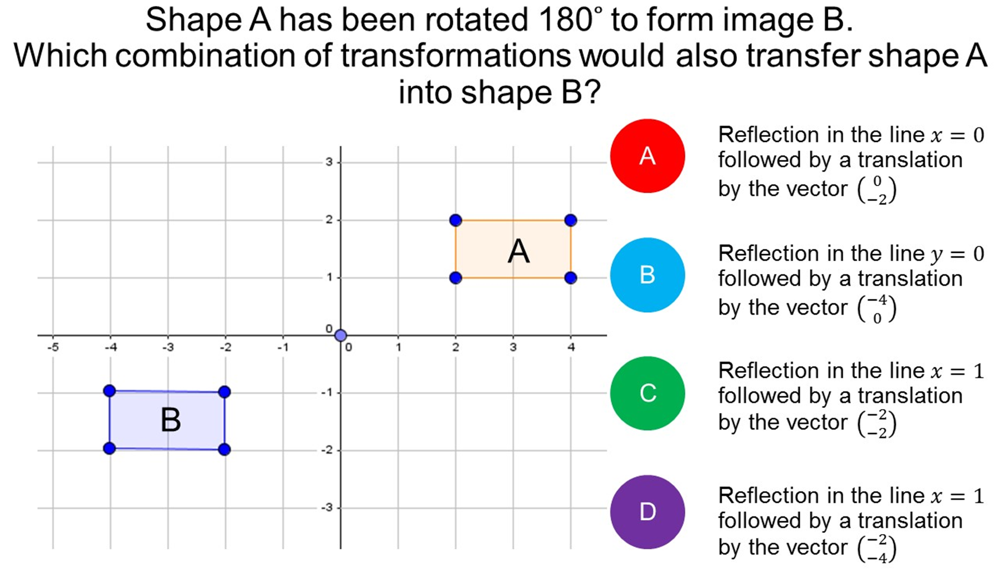 Shape A has been rotated 180° to form image B.
Which combination of transformations would also transfer shape A
into shape B?
A
Reflection in the line x = 0
followed by a translation
by the vector (0 −2)
B
Reflection in the line y = 0
followed by a translation
by the vector (−4 0)
C
Reflection in the line x = 1
followed by a translation
by the vector (−2 −2)
D
Reflection in the line x = 1
followed by a translation
by the vector (−2 −4)
3
2
A
1
0
-5 -4 -3 -2 -1 0 1 2 3 4
-1
B
-2
-3